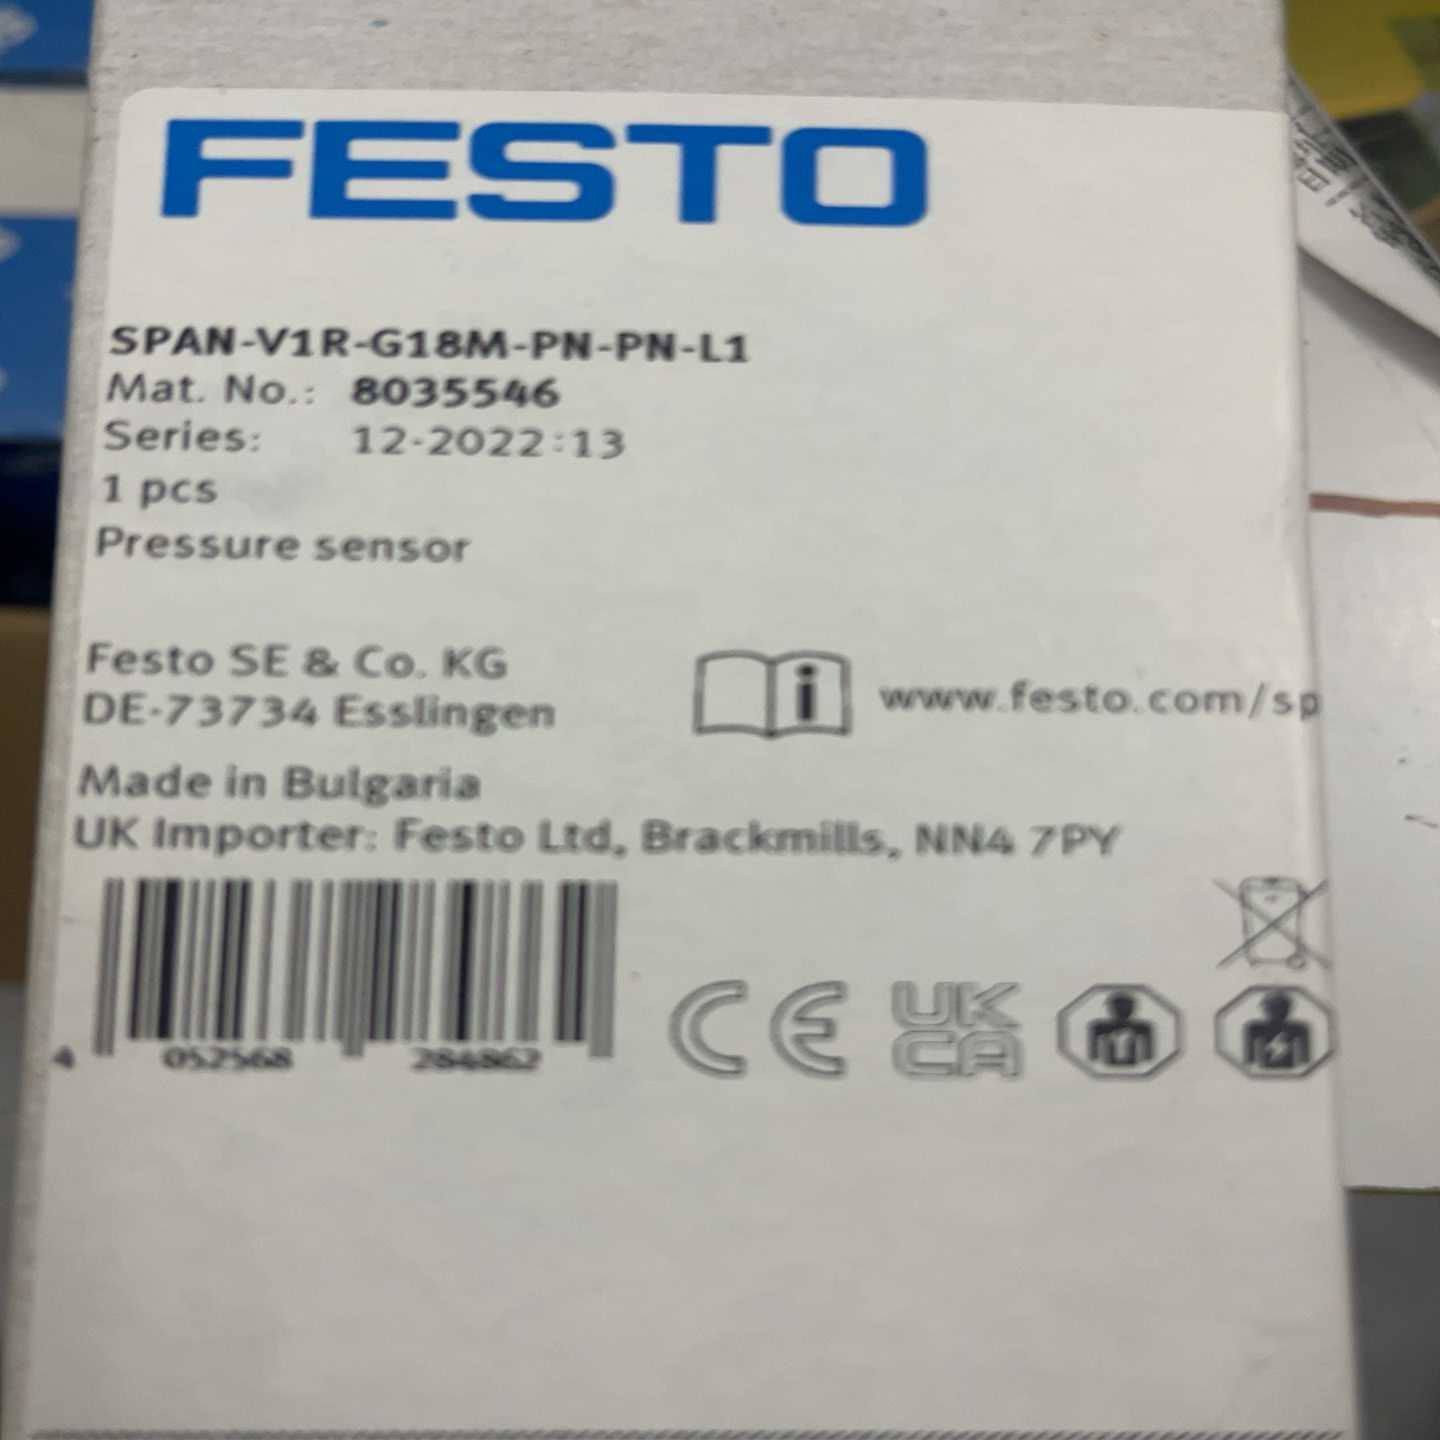 FESTO
SPAN-V1R-G18M-PN-PN-L1
Mat. No.: 8035546
Series: 12-2022:13
1 pcs
Pressure sensor
Festo SE & Co. KG
DE-73734 Esslingen
www.festo.com/sp
Made in Bulgaria
UK Importer: Festo Ltd, Brackmills, NN4 7PY
4 052568 284862
CE UK CA